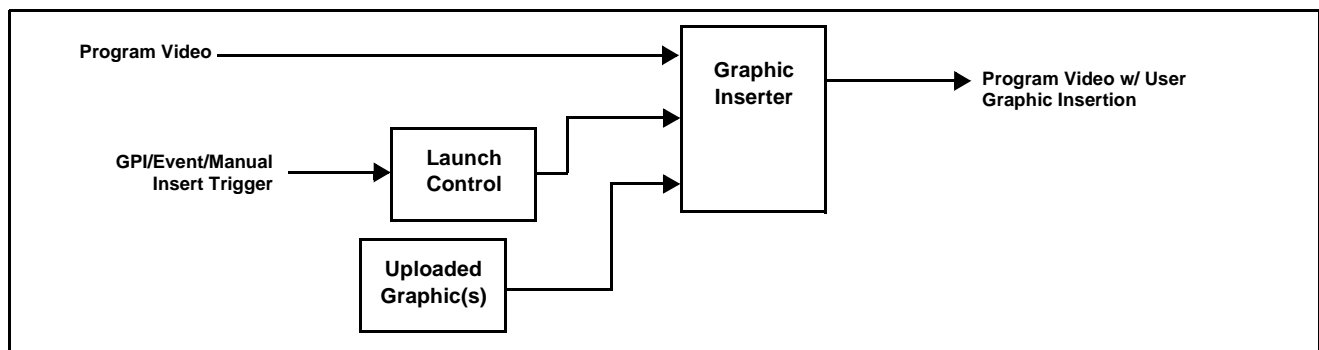 Program Video
Graphic
Inserter
Program Video w/ User
Graphic Insertion
GPI/Event/Manual
Insert Trigger
Launch
Control
Uploaded
Graphic(s)